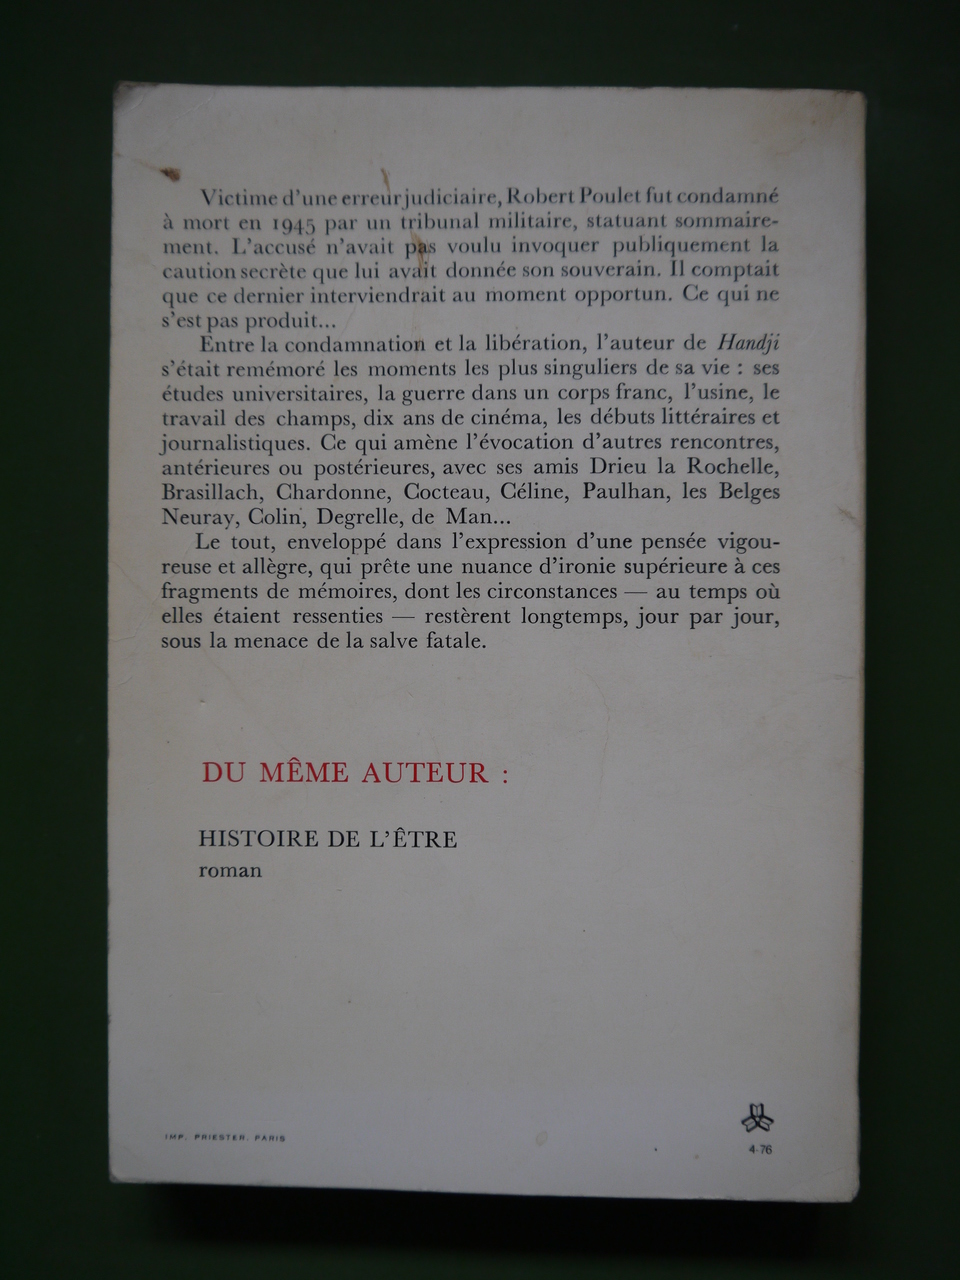 Victime d'une erreur judiciaire, Robert Poulet fut condamné
à mort en 1945 par un tribunal militaire, statuant sommaire-
ment. L'accusé n'avait pas voulu invoquer publiquement la
caution secrète que lui avait donnée son souverain. Il comptait
que ce dernier interviendrait au moment opportun. Ce qui ne
s'est pas produit...
Entre la condamnation et la libération, l'auteur de Handji
s'était remémoré les moments les plus singuliers de sa vie : ses
études universitaires, la guerre dans un corps franc, l'usine, le
travail des champs, dix ans de cinéma, les débuts littéraires et
journalistiques. Ce qui amène l'évocation d'autres rencontres,
antérieures ou postérieures, avec ses amis Drieu la Rochelle,
Brasillach, Chardonne, Cocteau, Céline, Paulhan, les Belges
Neuray, Colin, Degrelle, de Man...
Le tout, enveloppé dans l'expression d'une pensée vigou-
reuse et allègre, qui prête une nuance d'ironie supérieure à ces
fragments de mémoires, dont les circonstances — au temps où
elles étaient ressenties — restèrent longtemps, jour par jour,
sous la menace de la salve fatale.
DU MÊME AUTEUR :
HISTOIRE DE L'ÊTRE
roman
IMP. PRIESTER. PARIS
4-76